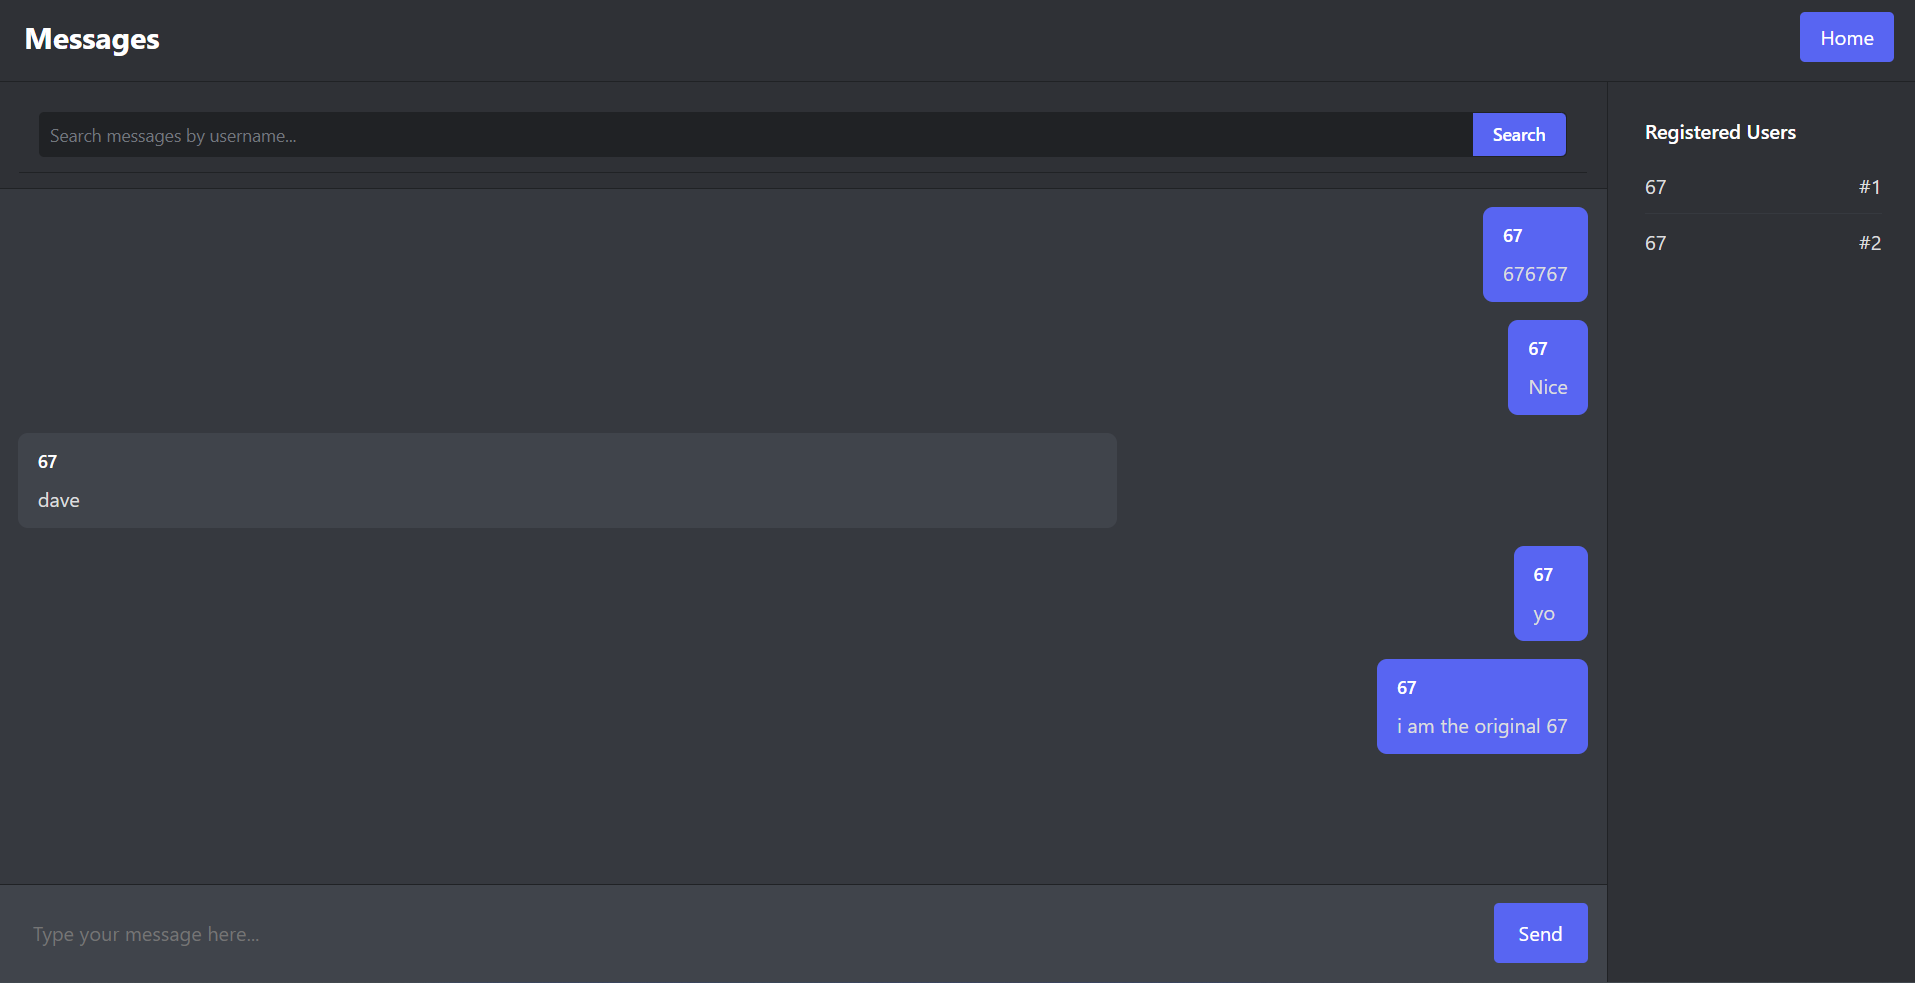 Messages
Home
Search messages by username...
Search
67
676767
67
Nice
67
dave
67
yo
67
i am the original 67
Type your message here...
Send
Registered Users
67 #1
67 #2